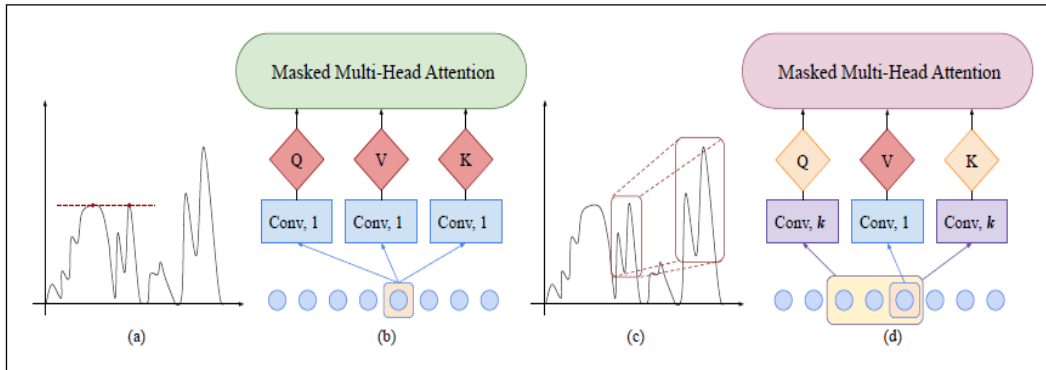 Masked Multi-Head Attention
Masked Multi-Head Attention
Q V K
Q V K
Conv, 1 Conv, 1 Conv, 1
Conv, k Conv, 1 Conv, k
(a) (b) (c) (d)